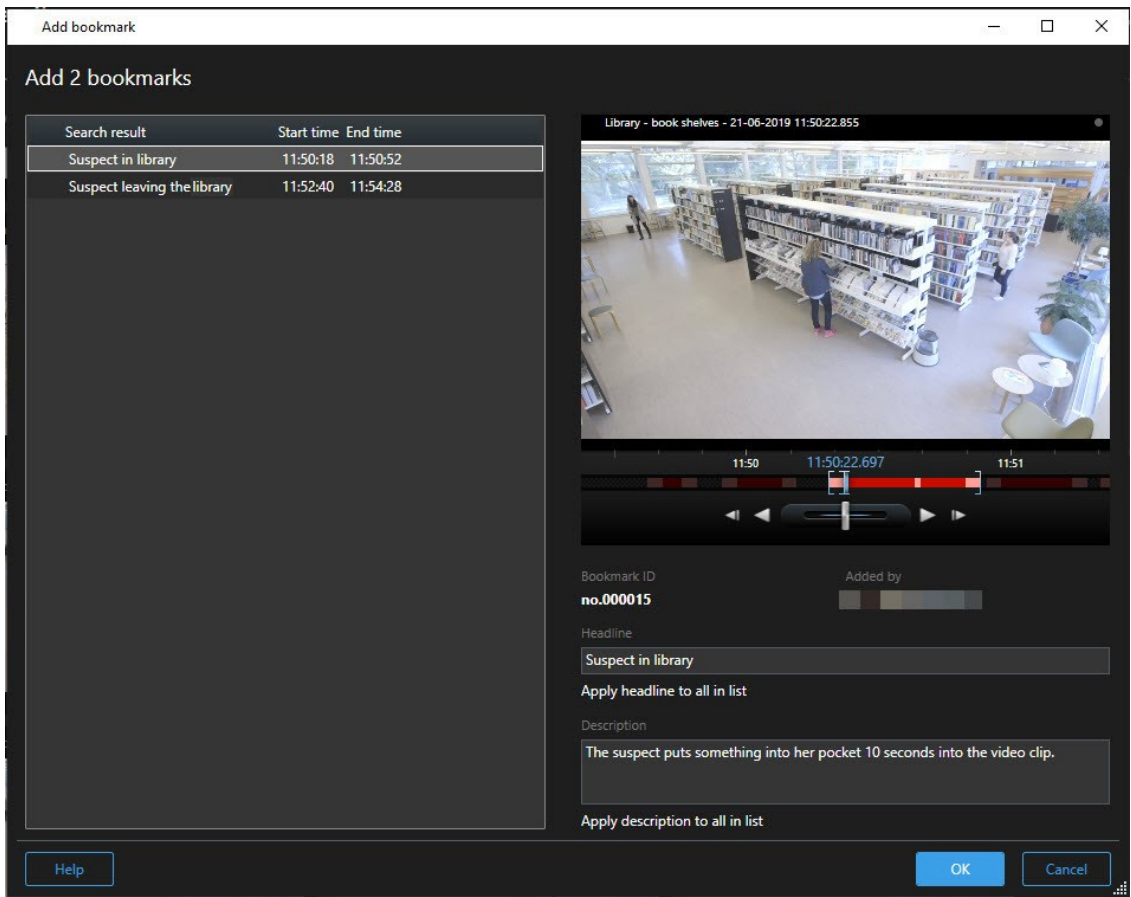 Add bookmark
Add 2 bookmarks
Search result Start time End time
Suspect in library 11:50:18 11:50:52
Suspect leaving the library 11:52:40 11:54:28
Library - book shelves - 21-06-2019 11:50:22.855
11:50 11:50:22.697 11:51
Bookmark ID Added by
no.000015
Headline
Suspect in library
Apply headline to all in list
Description
The suspect puts something into her pocket 10 seconds into the video clip.
Apply description to all in list
Help OK Cancel